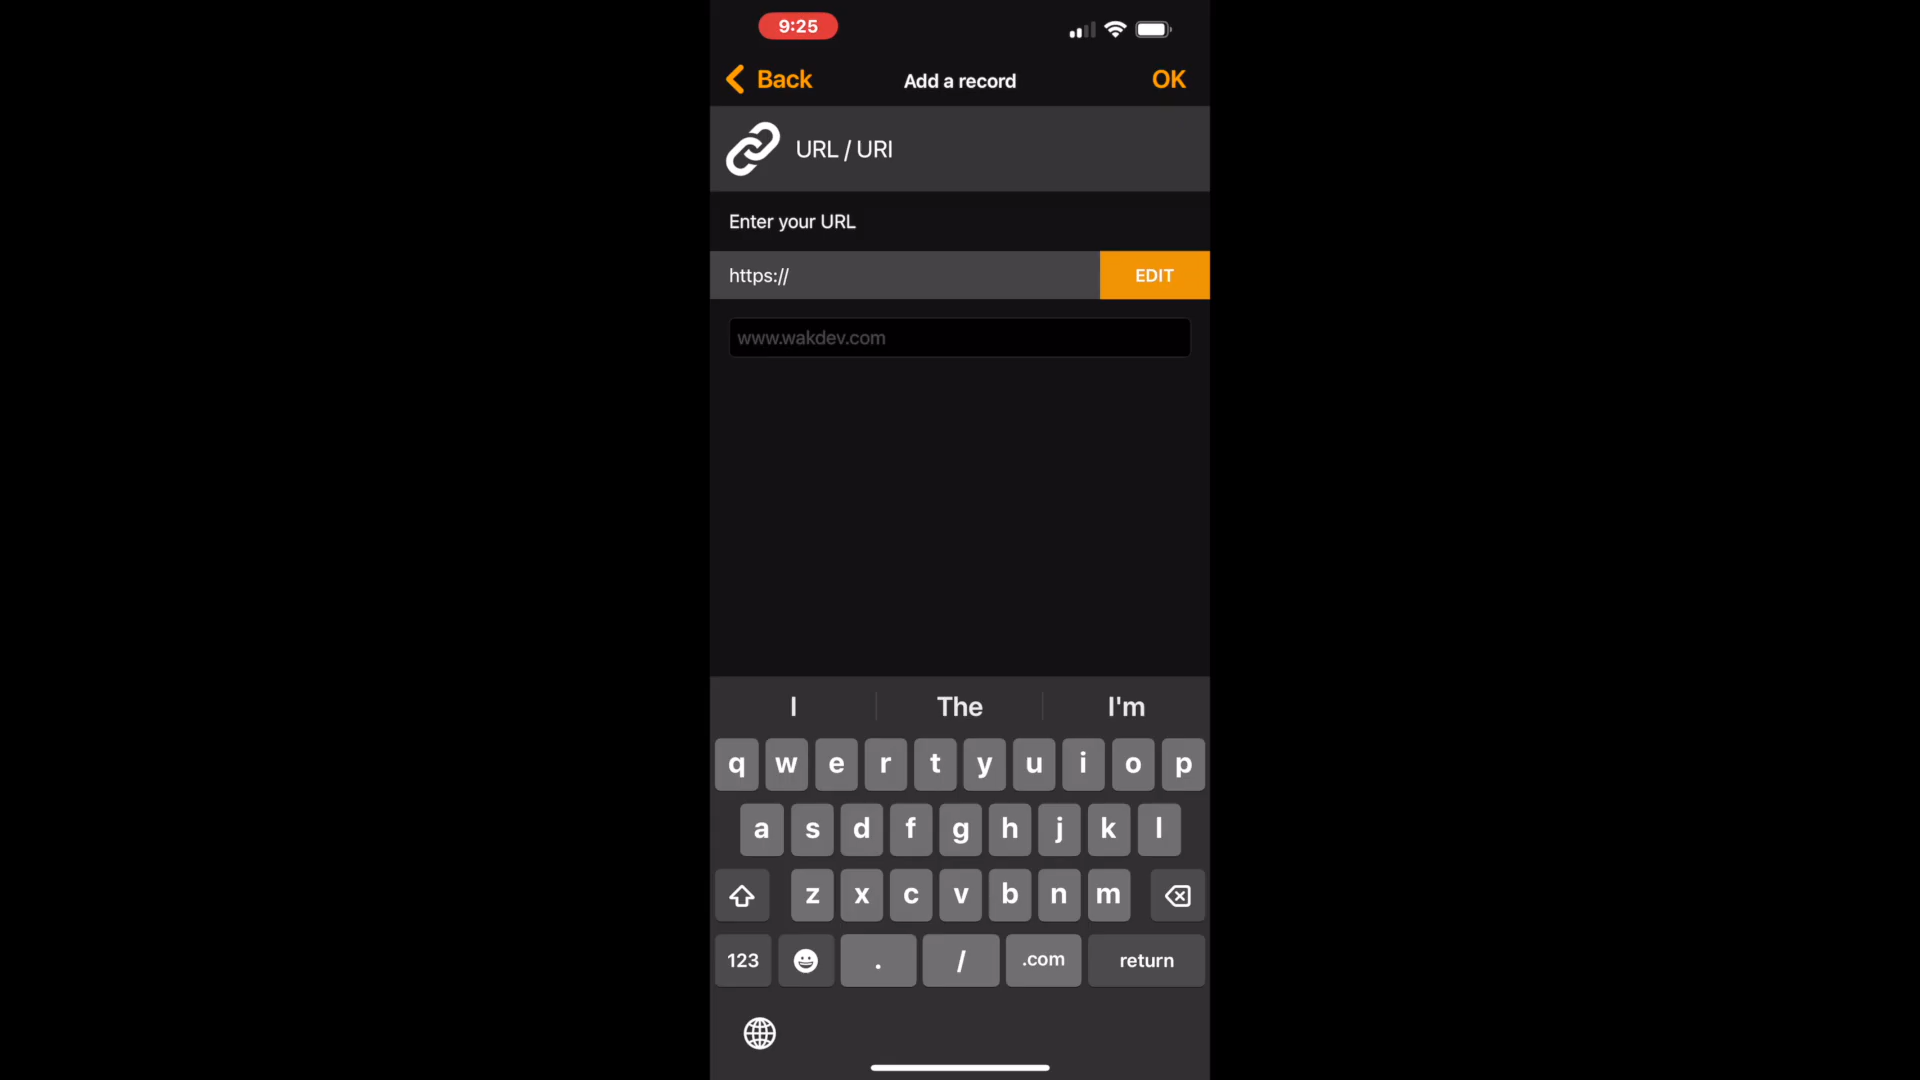 9:25
Back Add a record OK
URL / URI
Enter your URL
https:// EDIT
www.wakdev.com
I The I'm
q w e r t y u i o p
a s d f g h j k l
z x c v b n m
123 . / .com return